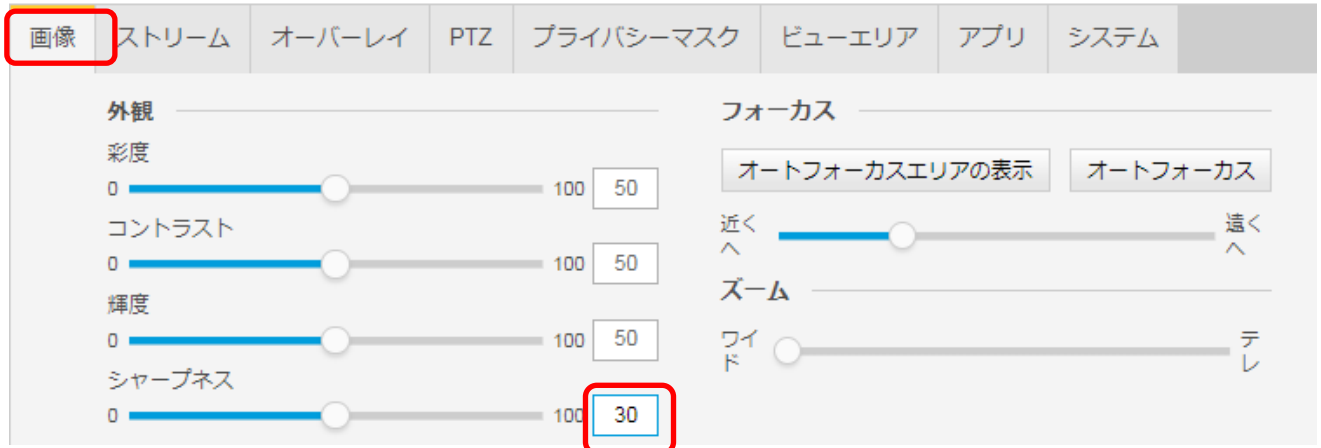 画像 ストリーム オーバーレイ PTZ プライバシーマスク ビューエリア アプリ システム
外観
彩度
0 100 50
コントラスト
0 100 50
輝度
0 100 50
シャープネス
0 100 30
フォーカス
オートフォーカスエリアの表示 オートフォーカス
近くへ 遠くへ
ズーム
ワイド テレ